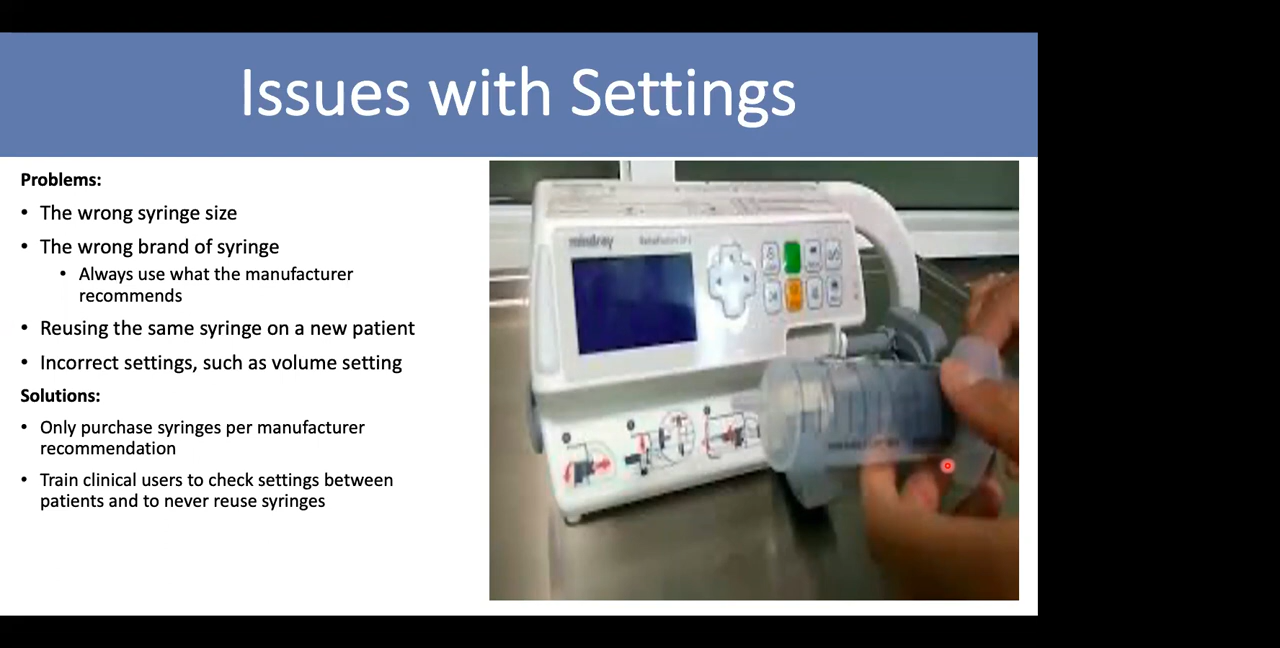 Issues with Settings
Problems:
• The wrong syringe size
• The wrong brand of syringe
• Always use what the manufacturer
recommends
• Reusing the same syringe on a new patient
• Incorrect settings, such as volume setting
Solutions:
• Only purchase syringes per manufacturer
recommendation
• Train clinical users to check settings between
patients and to never reuse syringes
mindray